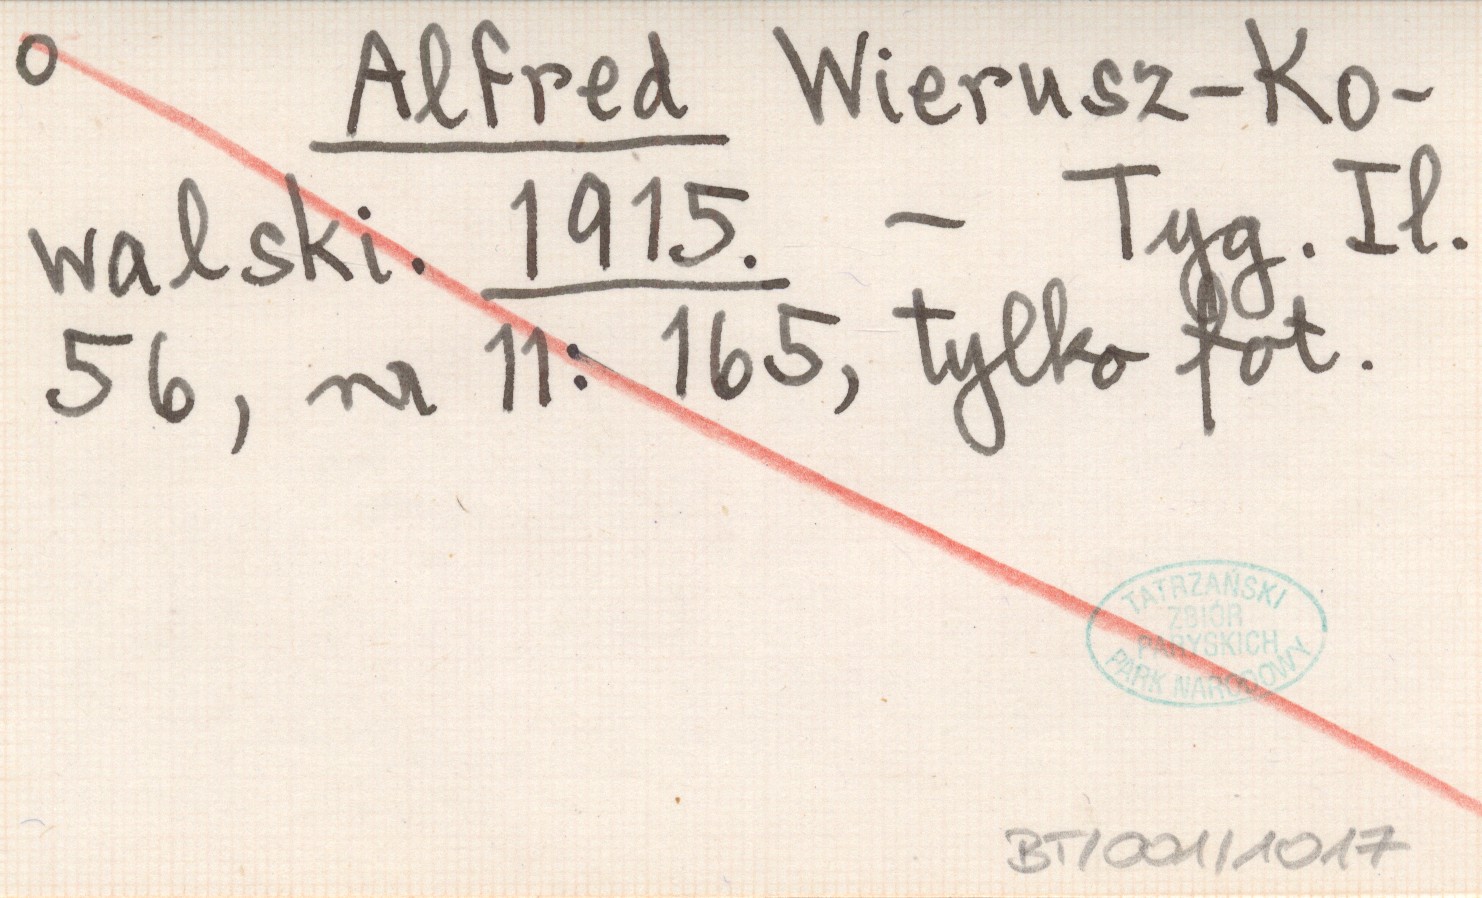 o Alfred Wierusz-Ko-
walski. 1915. - Tyg. Il.
56, nr 11: 165, tylko fot.
TATRZAŃSKI
ZBIÓR
PARYSKICH
PARK NARODOWY
BT/001/1017